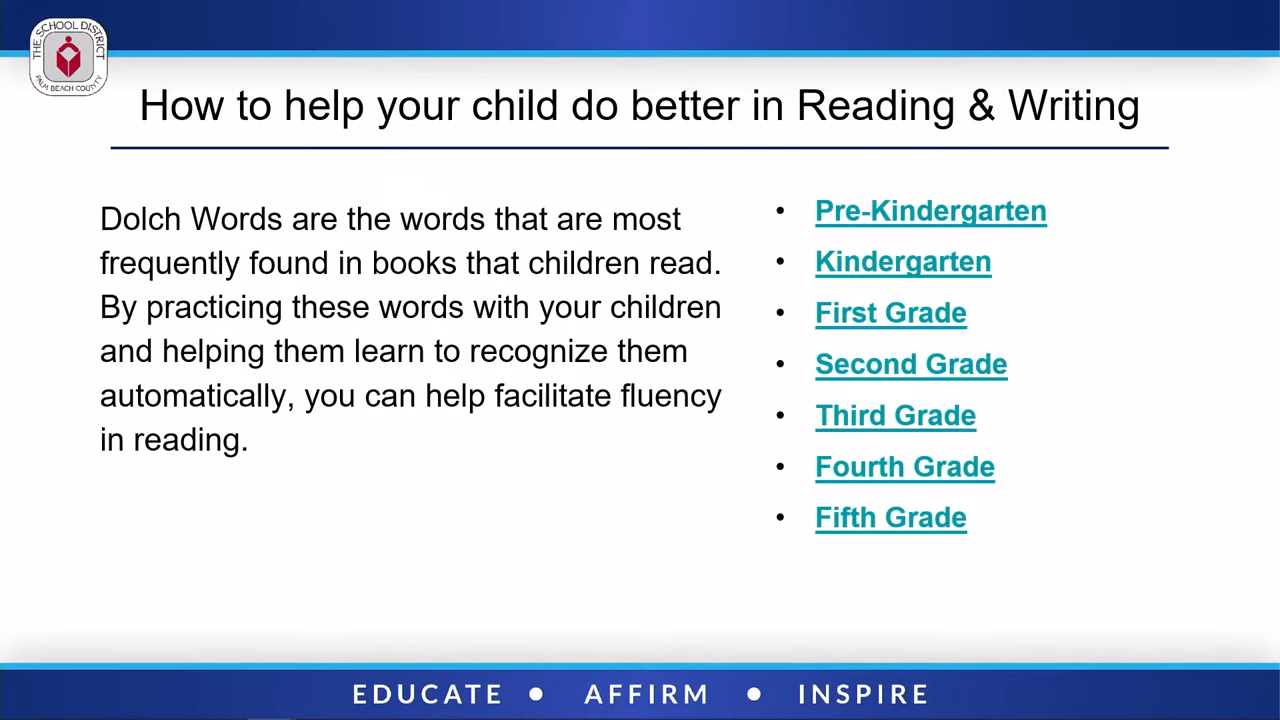 THE SCHOOL DISTRICT
PALM BEACH COUNTY
How to help your child do better in Reading & Writing
Dolch Words are the words that are most
frequently found in books that children read.
By practicing these words with your children
and helping them learn to recognize them
automatically, you can help facilitate fluency
in reading.
• Pre-Kindergarten
• Kindergarten
• First Grade
• Second Grade
• Third Grade
• Fourth Grade
• Fifth Grade
EDUCATE ● AFFIRM ● INSPIRE